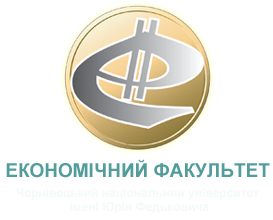 ЕКОНОМІЧНИЙ ФАКУЛЬТЕТ
Чернівецький національний університет
імені Юрія Федьковича